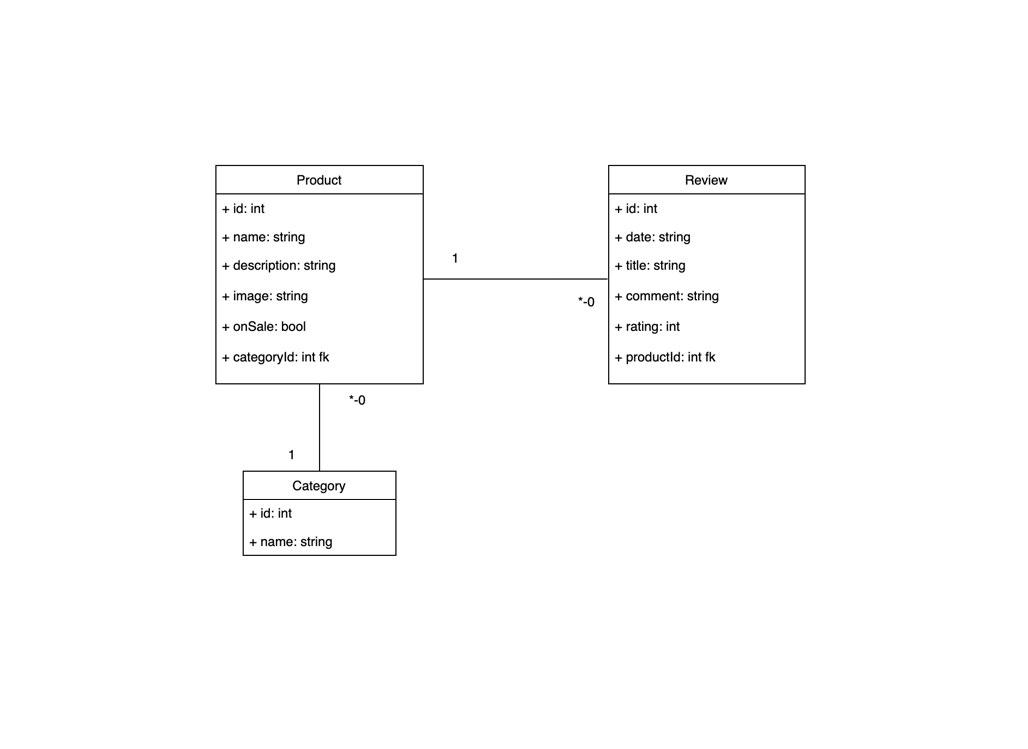 Product
+ id: int
+ name: string
+ description: string
+ image: string
+ onSale: bool
+ categoryId: int fk
1
*-0
Review
+ id: int
+ date: string
+ title: string
+ comment: string
+ rating: int
+ productId: int fk
*-0
1
Category
+ id: int
+ name: string